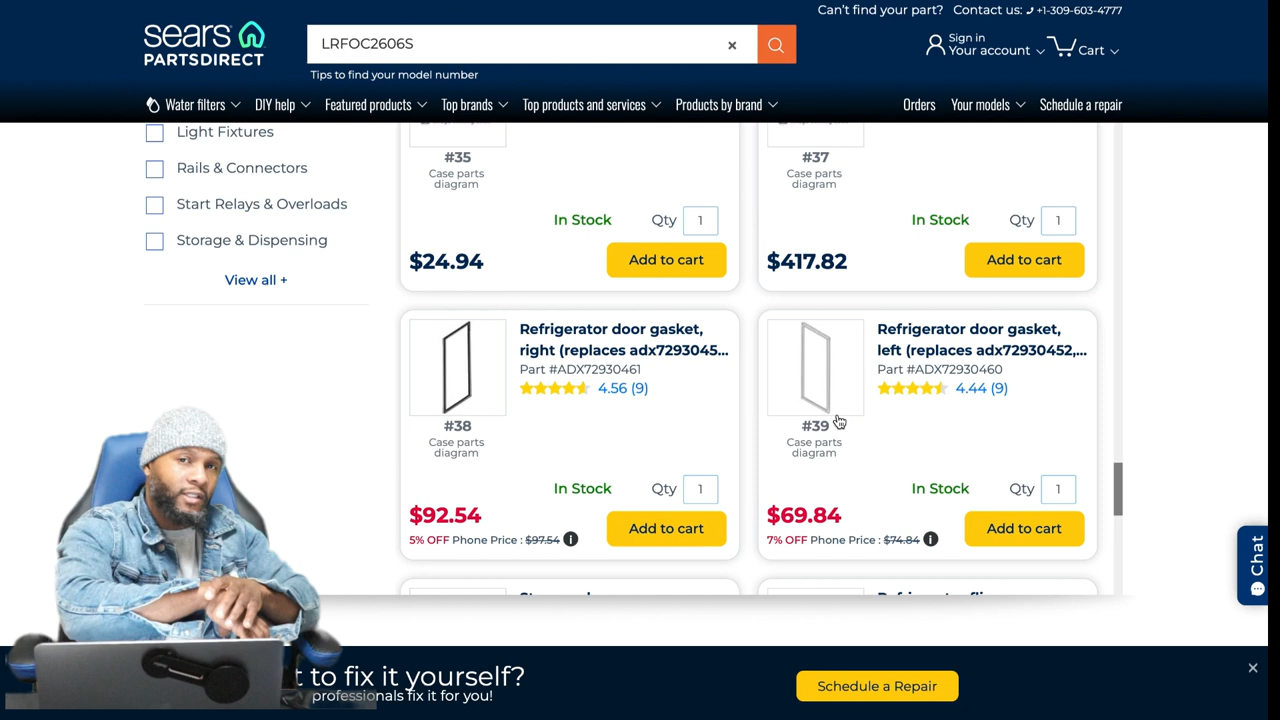 Can't find your part? Contact us: +1-309-603-4777
sears
PARTSDIRECT
LRFOC2606S
Tips to find your model number
Sign in
Your account
Cart
Water filters
DIY help
Featured products
Top brands
Top products and services
Products by brand
Orders
Your models
Schedule a repair
Light Fixtures
Rails & Connectors
Start Relays & Overloads
Storage & Dispensing
View all +
#35
Case parts
diagram
In Stock Qty 1
$24.94 Add to cart
#37
Case parts
diagram
In Stock Qty 1
$417.82 Add to cart
Refrigerator door gasket,
right (replaces adx7293045...
Part #ADX72930461
4.56 (9)
#38
Case parts
diagram
In Stock Qty 1
$92.54 Add to cart
5% OFF Phone Price : $97.54
Refrigerator door gasket,
left (replaces adx72930452,...
Part #ADX72930460
4.44 (9)
#39
Case parts
diagram
In Stock Qty 1
$69.84 Add to cart
7% OFF Phone Price : $74.84
Chat
t to fix it yourself?
professionals fix it for you!
Schedule a Repair